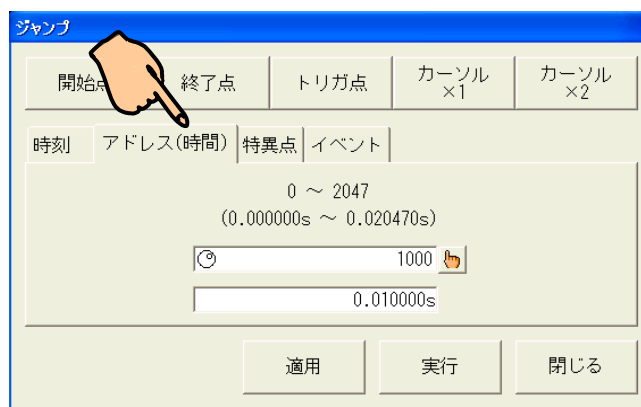 ジャンプ
開始点 終了点 トリガ点 カーソル×1 カーソル×2
時刻 アドレス(時間) 特異点 イベント
0 ～ 2047
(0.000000s ～ 0.020470s)
1000
0.010000s
適用 実行 閉じる